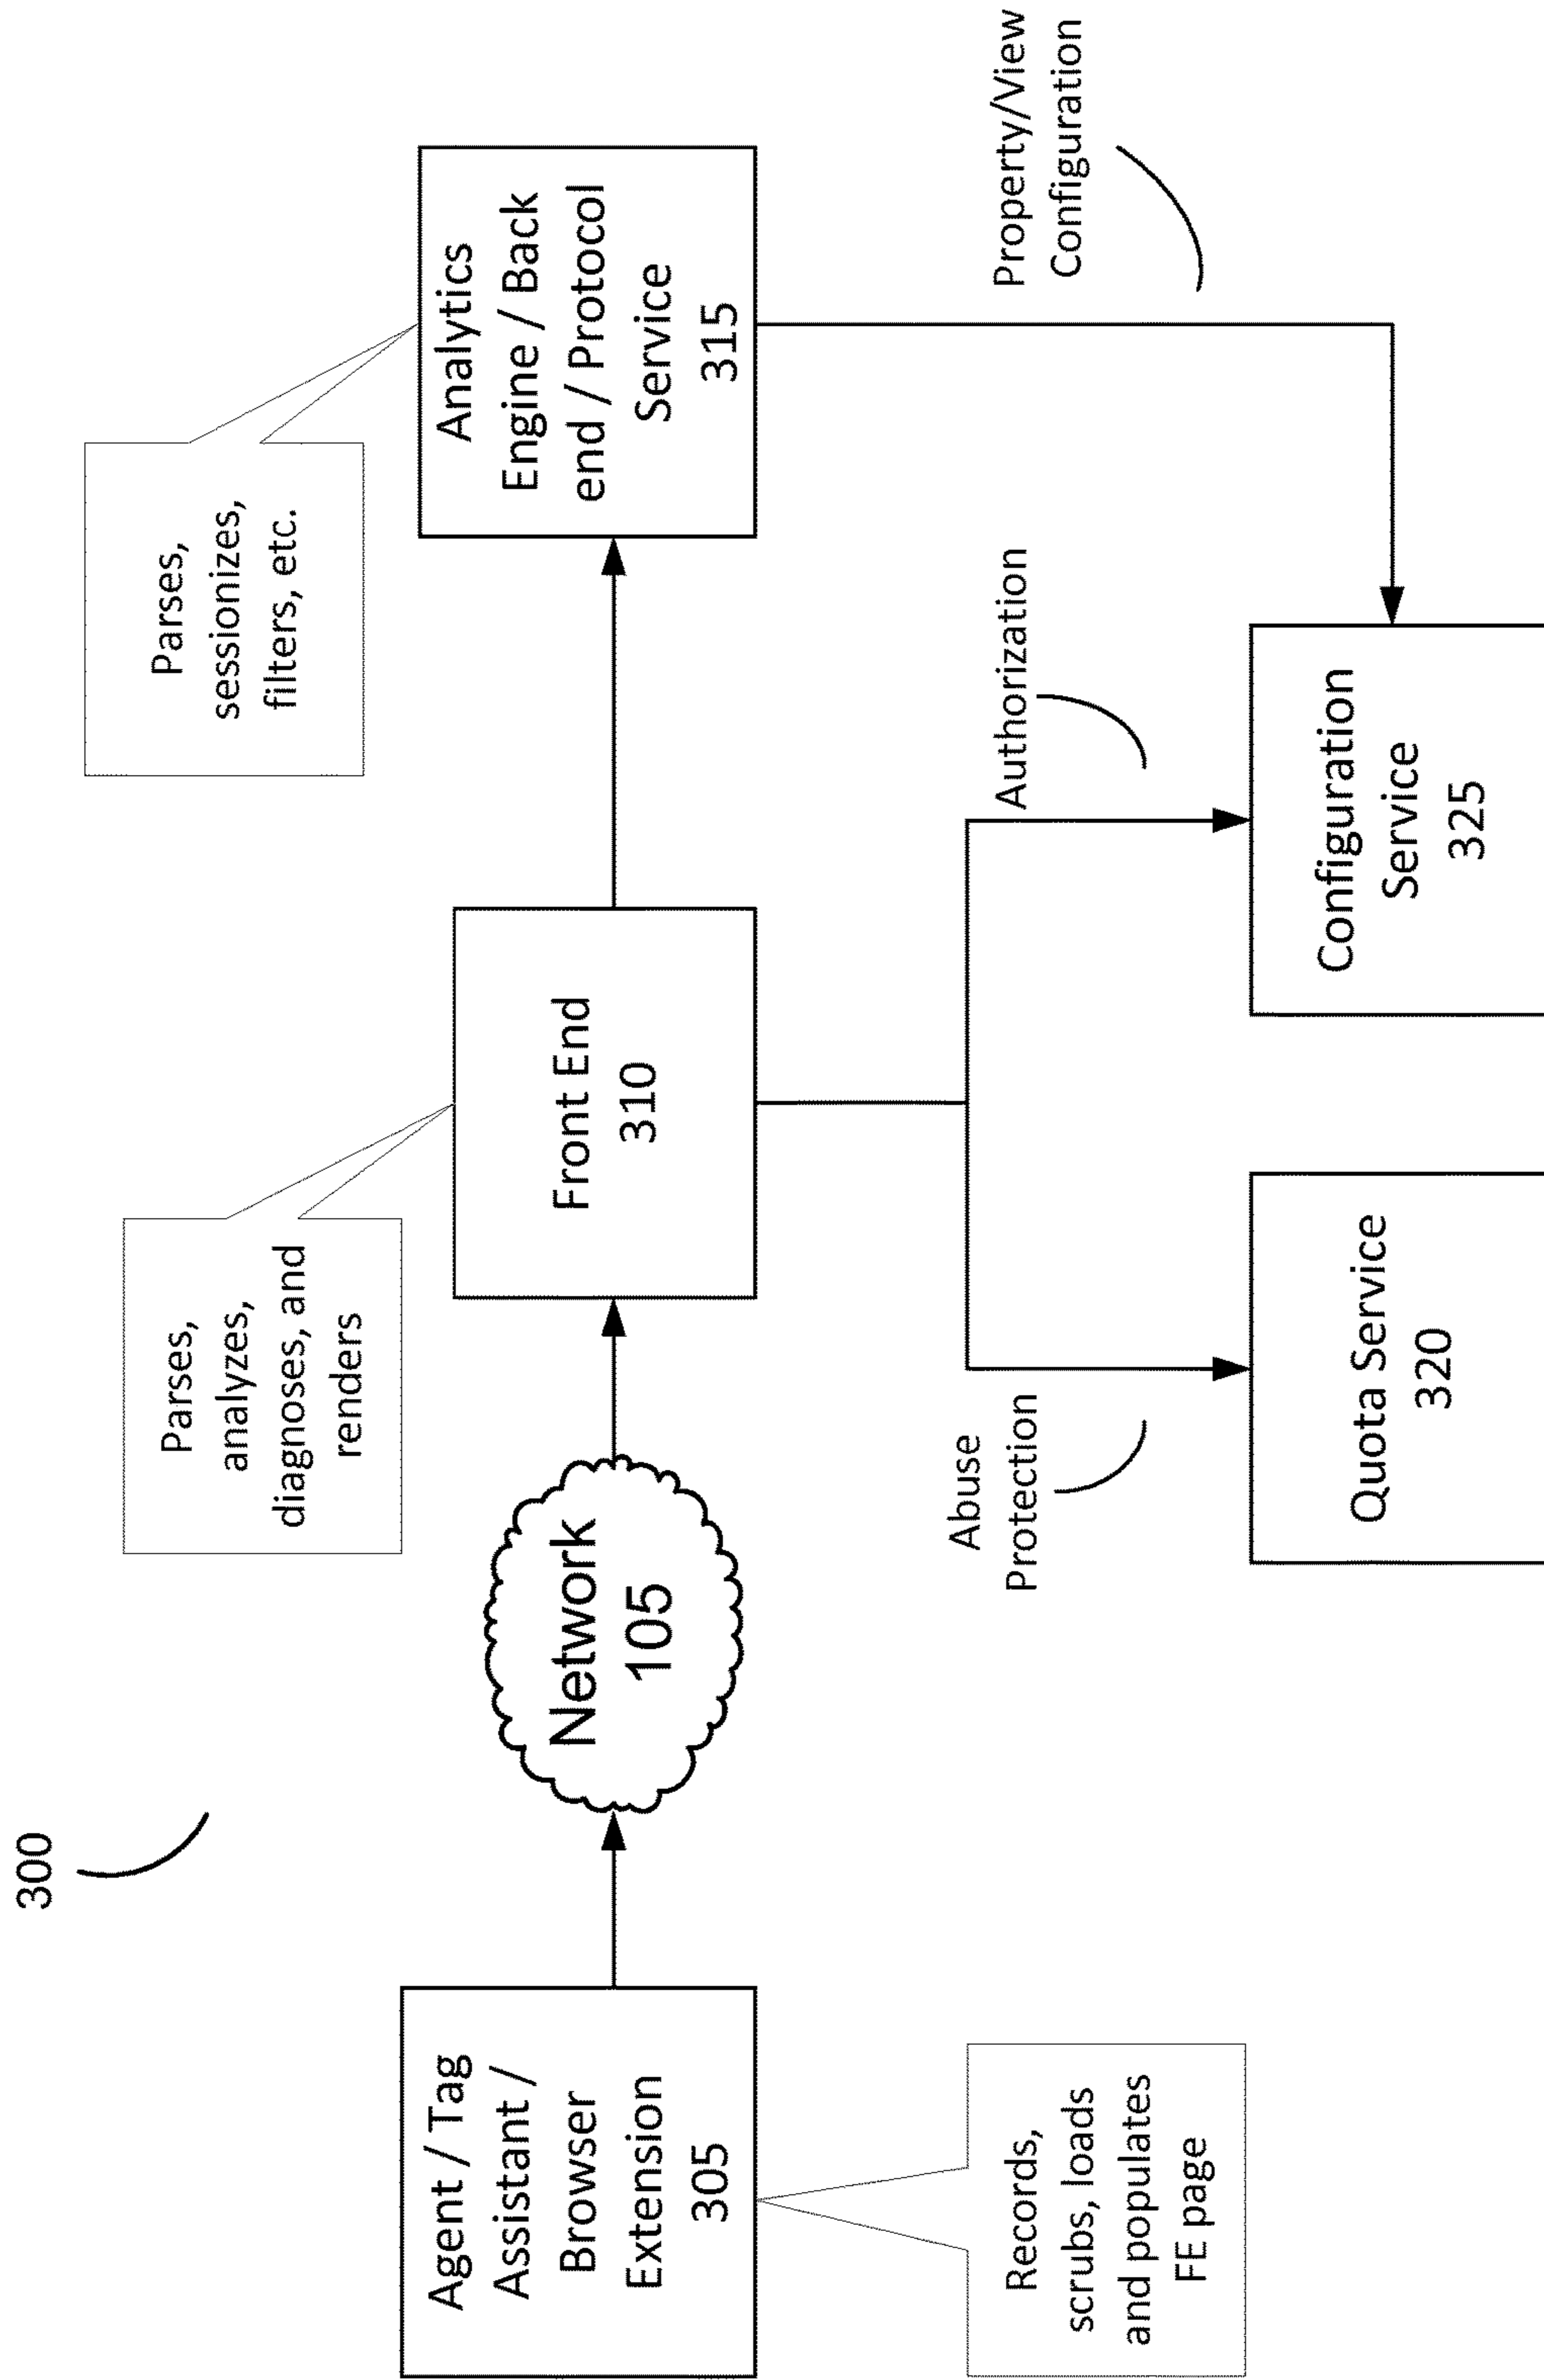 300
Agent / Tag
Assistant /
Browser
Extension
305
Records,
scrubs, loads
and populates
FE page
Network
105
Parses,
analyzes,
diagnoses, and
renders
Front End
310
Parses,
sessionizes,
filters, etc.
Analytics
Engine / Back
end / Protocol
Service
315
Abuse
Protection
Authorization
Property/View
Configuration
Quota Service
320
Configuration
Service
325